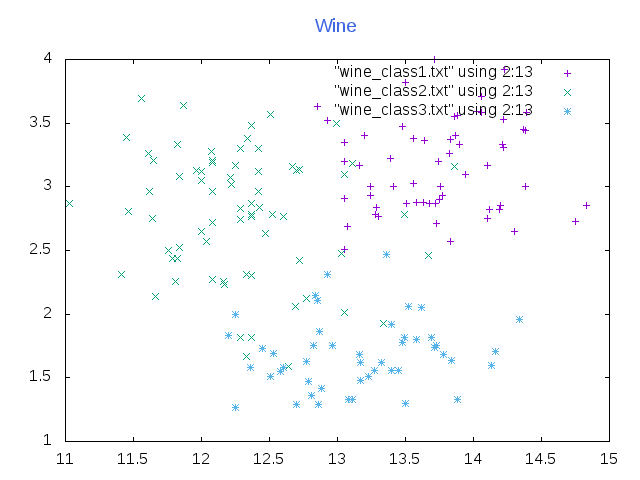 Wine
4
"wine_class1.txt" using 2:13
"wine_class2.txt" using 2:13
"wine_class3.txt" using 2:13
3.5
3
2.5
2
1.5
1
11 11.5 12 12.5 13 13.5 14 14.5 15